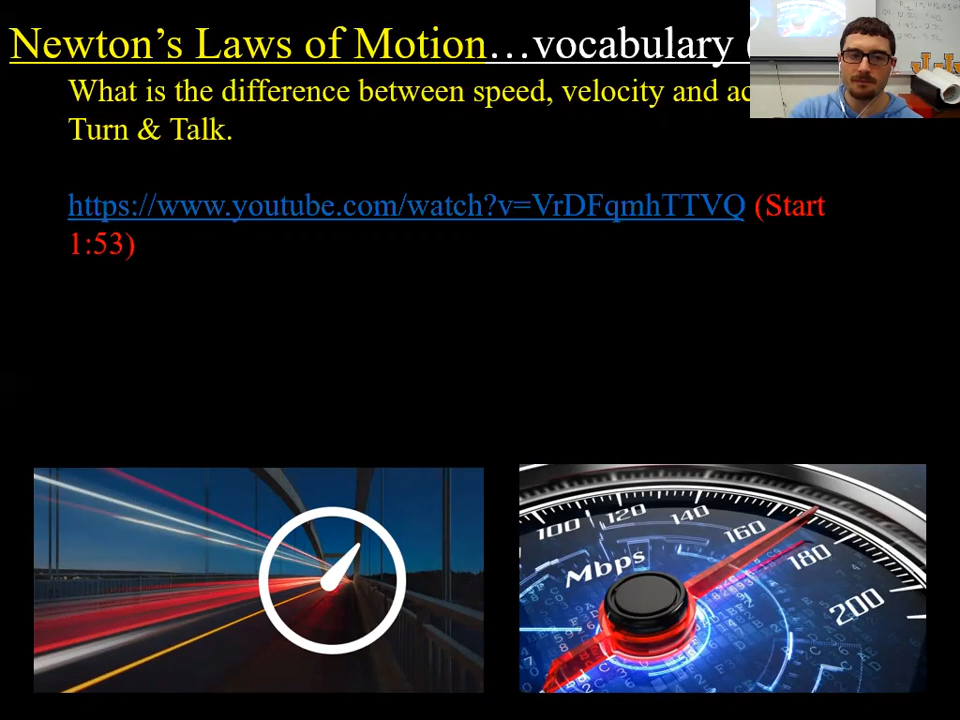 Newton’s Laws of Motion…vocabulary (
What is the difference between speed, velocity and ac
Turn & Talk.
https://www.youtube.com/watch?v=VrDFqmhTTVQ (Start
1:53)
100 120 140 160 180 200
Mbps